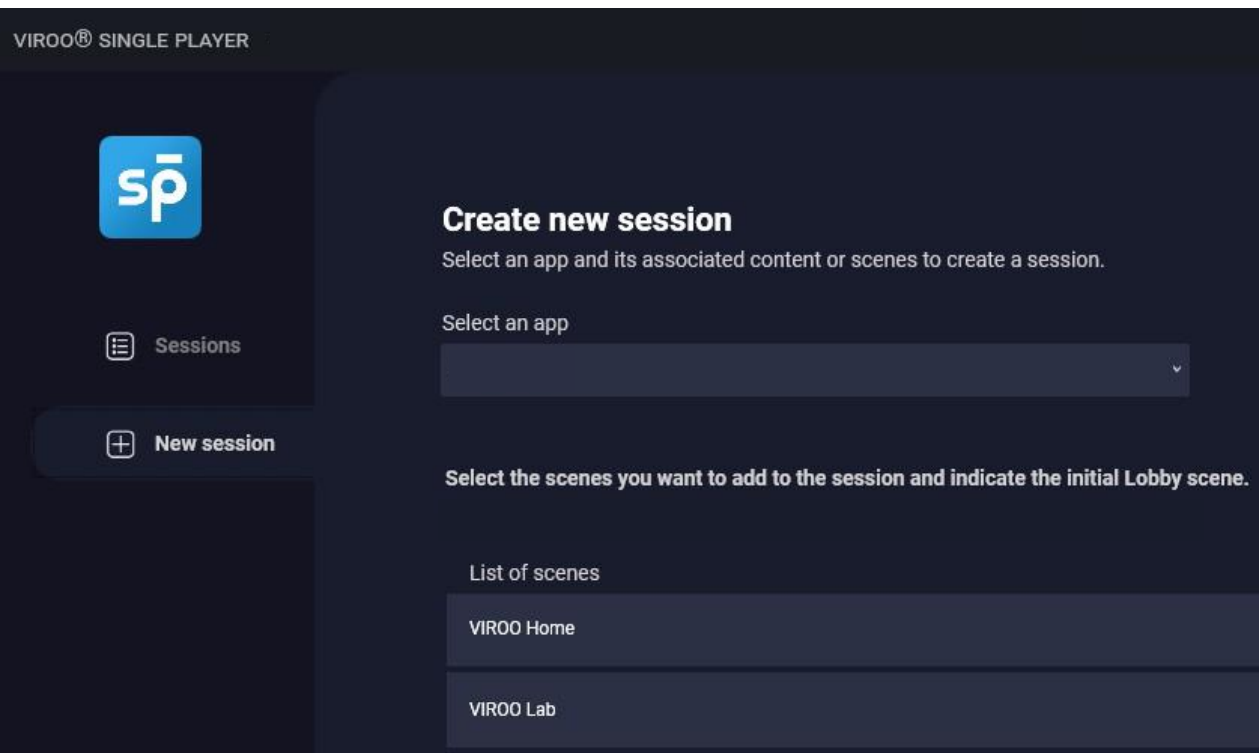 VIROO® SINGLE PLAYER
sp̄
Sessions
New session
Create new session
Select an app and its associated content or scenes to create a session.
Select an app
Select the scenes you want to add to the session and indicate the initial Lobby scene.
List of scenes
VIROO Home
VIROO Lab